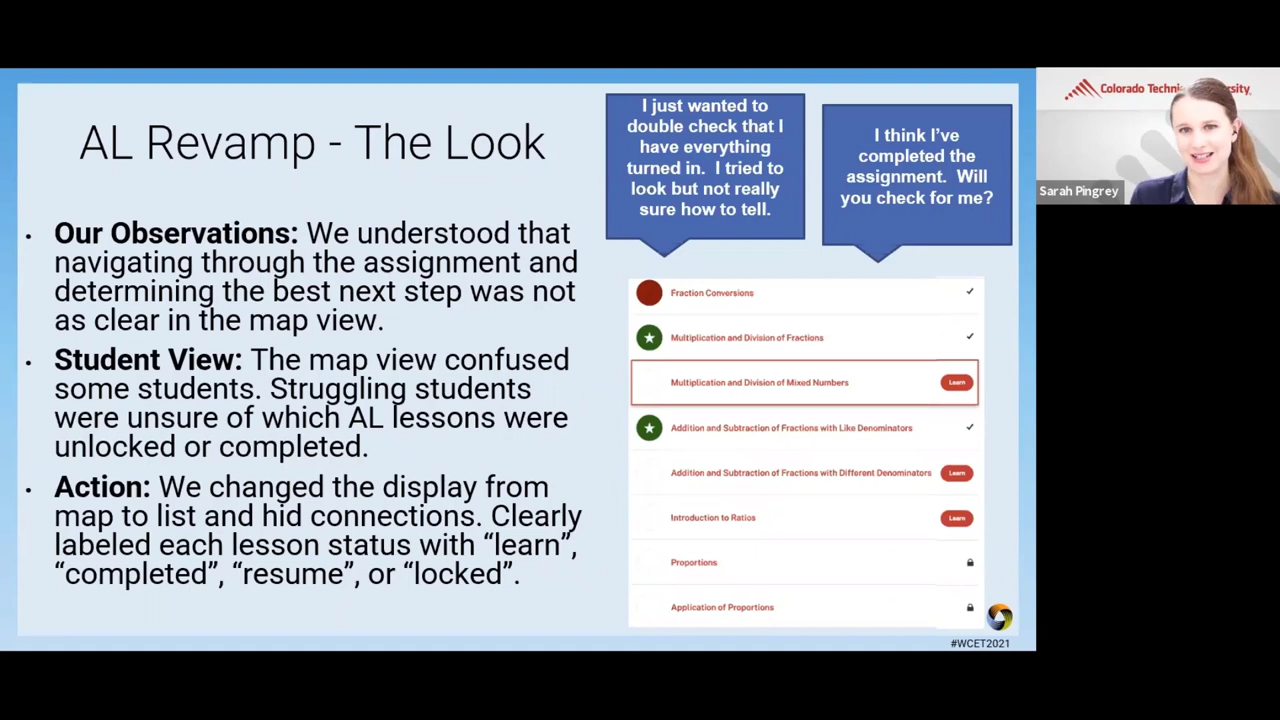 AL Revamp - The Look
Our Observations: We understood that
navigating through the assignment and
determining the best next step was not
as clear in the map view.
Student View: The map view confused
some students. Struggling students
were unsure of which AL lessons were
unlocked or completed.
Action: We changed the display from
map to list and hid connections. Clearly
labeled each lesson status with “learn”,
“completed”, “resume”, or “locked”.
I just wanted to
double check that I
have everything
turned in. I tried to
look but not really
sure how to tell.
I think I’ve
completed the
assignment. Will
you check for me?
Fraction Conversions
Multiplication and Division of Fractions
Multiplication and Division of Mixed Numbers
Learn
Addition and Subtraction of Fractions with Like Denominators
Addition and Subtraction of Fractions with Different Denominators
Learn
Introduction to Ratios
Learn
Proportions
Application of Proportions
#WCET2021
Colorado
Sarah Pingrey